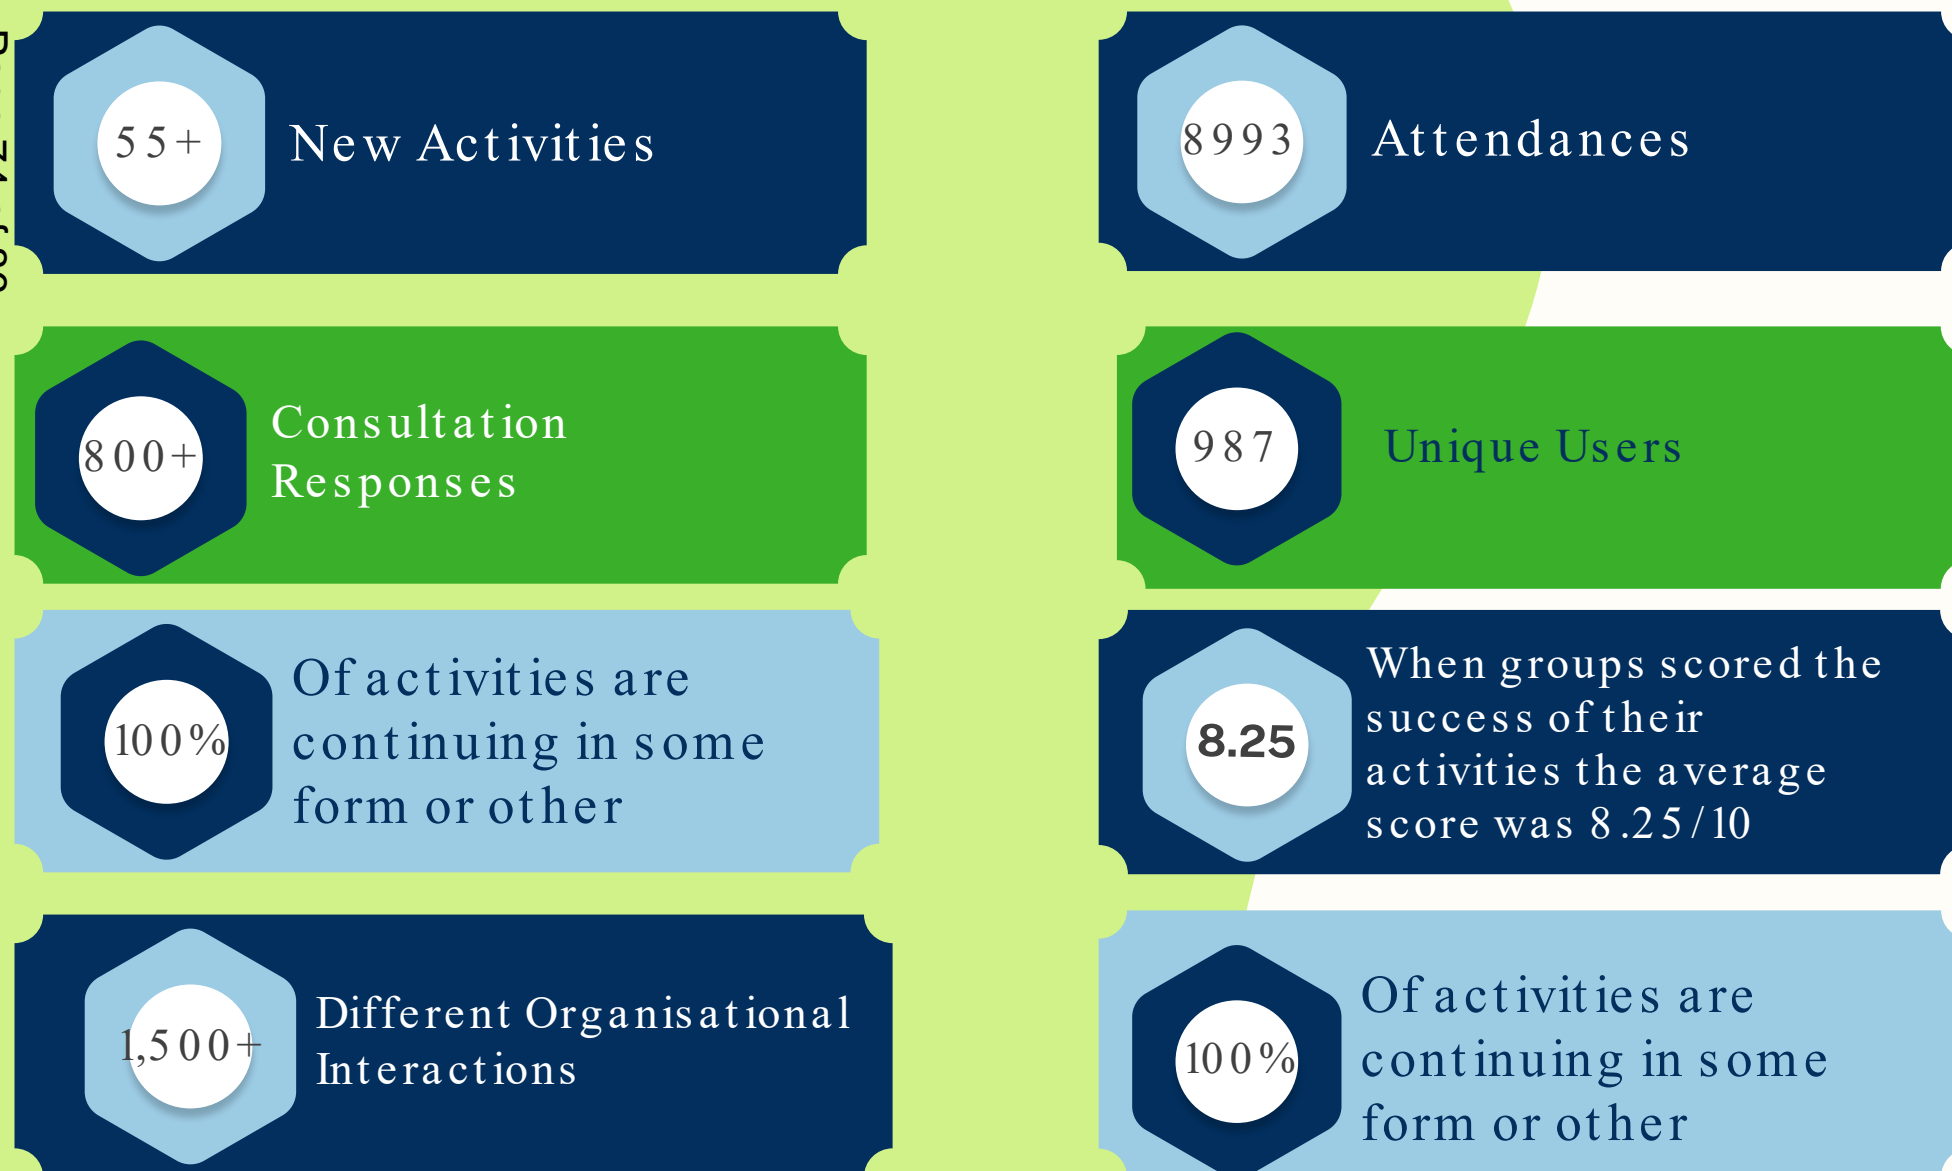 55+
New Activities
8993
Attendances
800+
Consultation
Responses
987
Unique Users
100%
Of activities are
continuing in some
form or other
8.25
When groups scored the
success of their
activities the average
score was 8.25/10
1,500+
Different Organisational
Interactions
100%
Of activities are
continuing in some
form or other